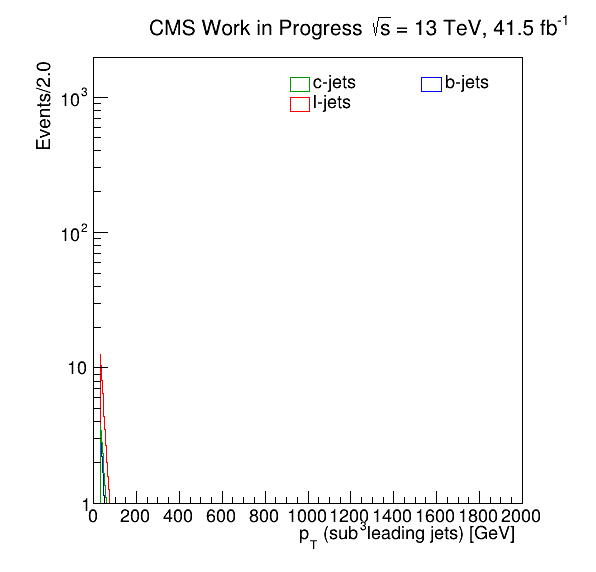 CMS Work in Progress √s = 13 TeV, 41.5 fb⁻¹
Events/2.0
c-jets
b-jets
l-jets
10³
10²
10
1
0 200 400 600 800 1000 1200 1400 1600 1800 2000
p_T (sub³leading jets) [GeV]